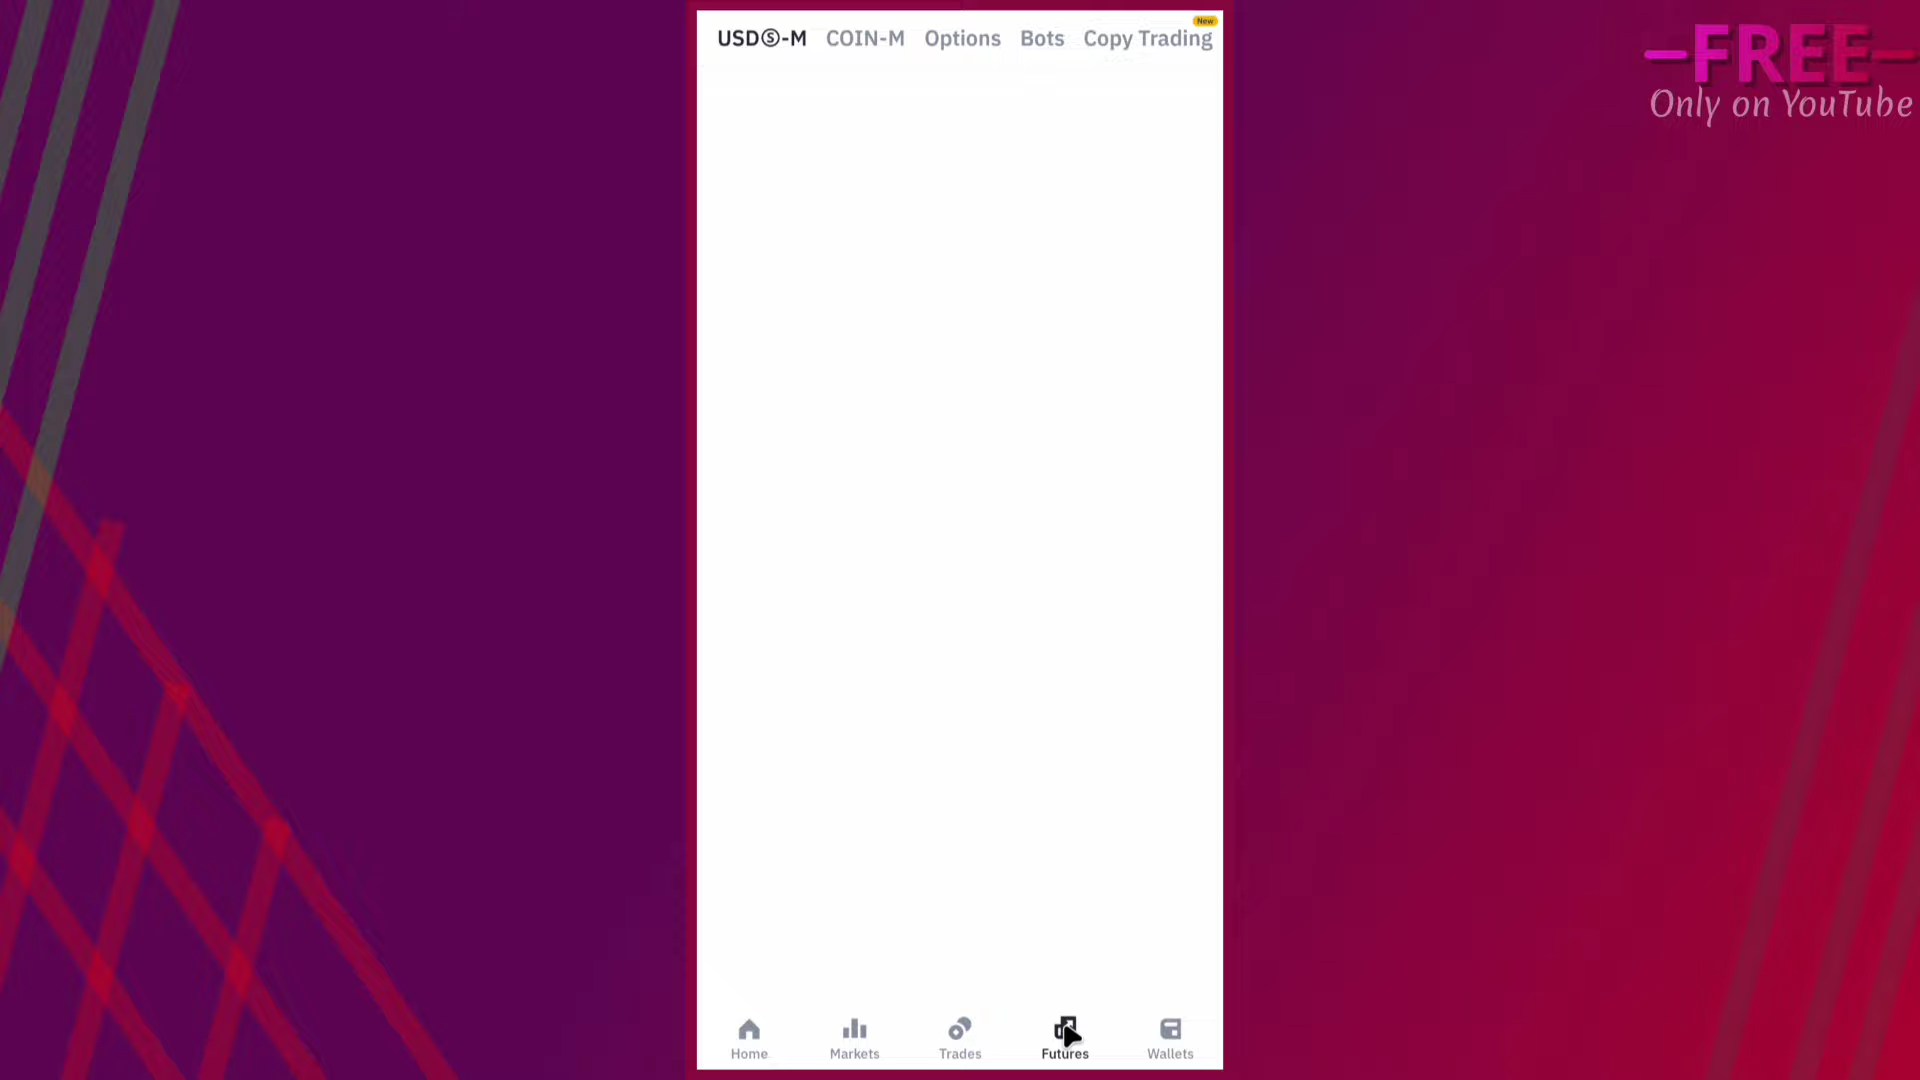 New
USDⓈ-M COIN-M Options Bots Copy Trading
FREE
Only on YouTube
Home Markets Trades Futures Wallets